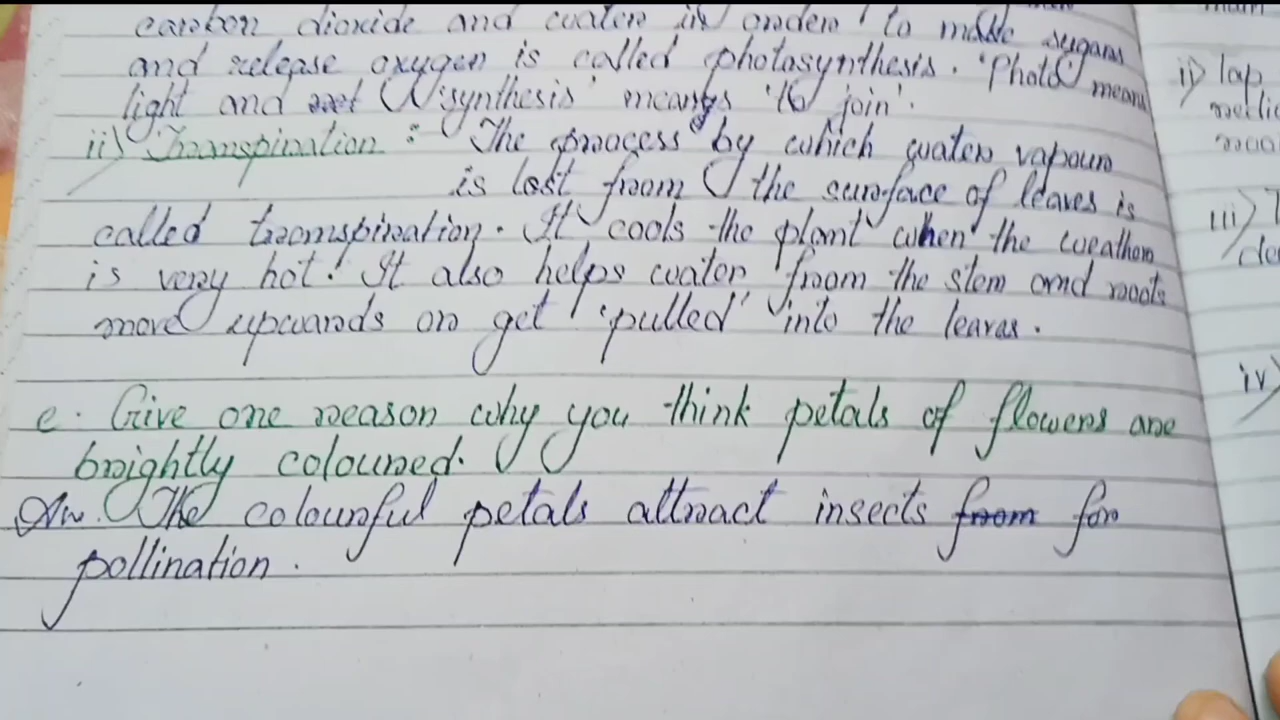 carbon dioxide and water in order to make sugars
and release oxygen is called photosynthesis. 'Photo' means
light and 'synthesis' means 'to join'.
ii) Transpiration : The process by which water vapour
is lost from the surface of leaves is
called transpiration. It cools the plant when the weather
is very hot. It also helps water from the stem and roots
move upwards or get 'pulled' into the leaves.
e. Give one reason why you think petals of flowers are
brightly coloured.
Ans. The colourful petals attract insects from for
pollination.
ii) lap
iii)
iv)